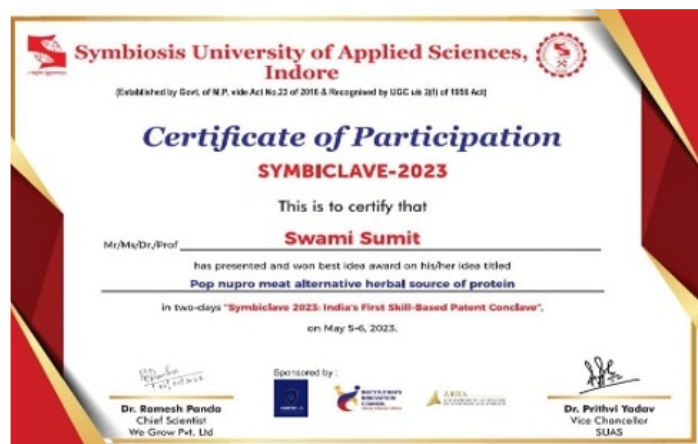 Symbiosis University of Applied Sciences,
Indore
(Established by Govt. of M.P. vide Act No.23 of 2016 & Recognised by UGC u/s 2(f) of 1956 Act)
Certificate of Participation
SYMBICLAVE-2023
This is to certify that
Mr/Ms/Dr./Prof Swami Sumit
has presented and won best idea award on his/her idea titled
Pop nupro meat alternative herbal source of protein
in two-days "Symbiclave 2023: India's First Skill-Based Patent Conclave",
on May 5-6, 2023.
Sponsored by :
INSTITUTION'S
INNOVATION
COUNCIL
Dr. Ramesh Panda
Chief Scientist
We Grow Pvt. Ltd
Dr. Prithvi Yadav
Vice Chancellor
SUAS